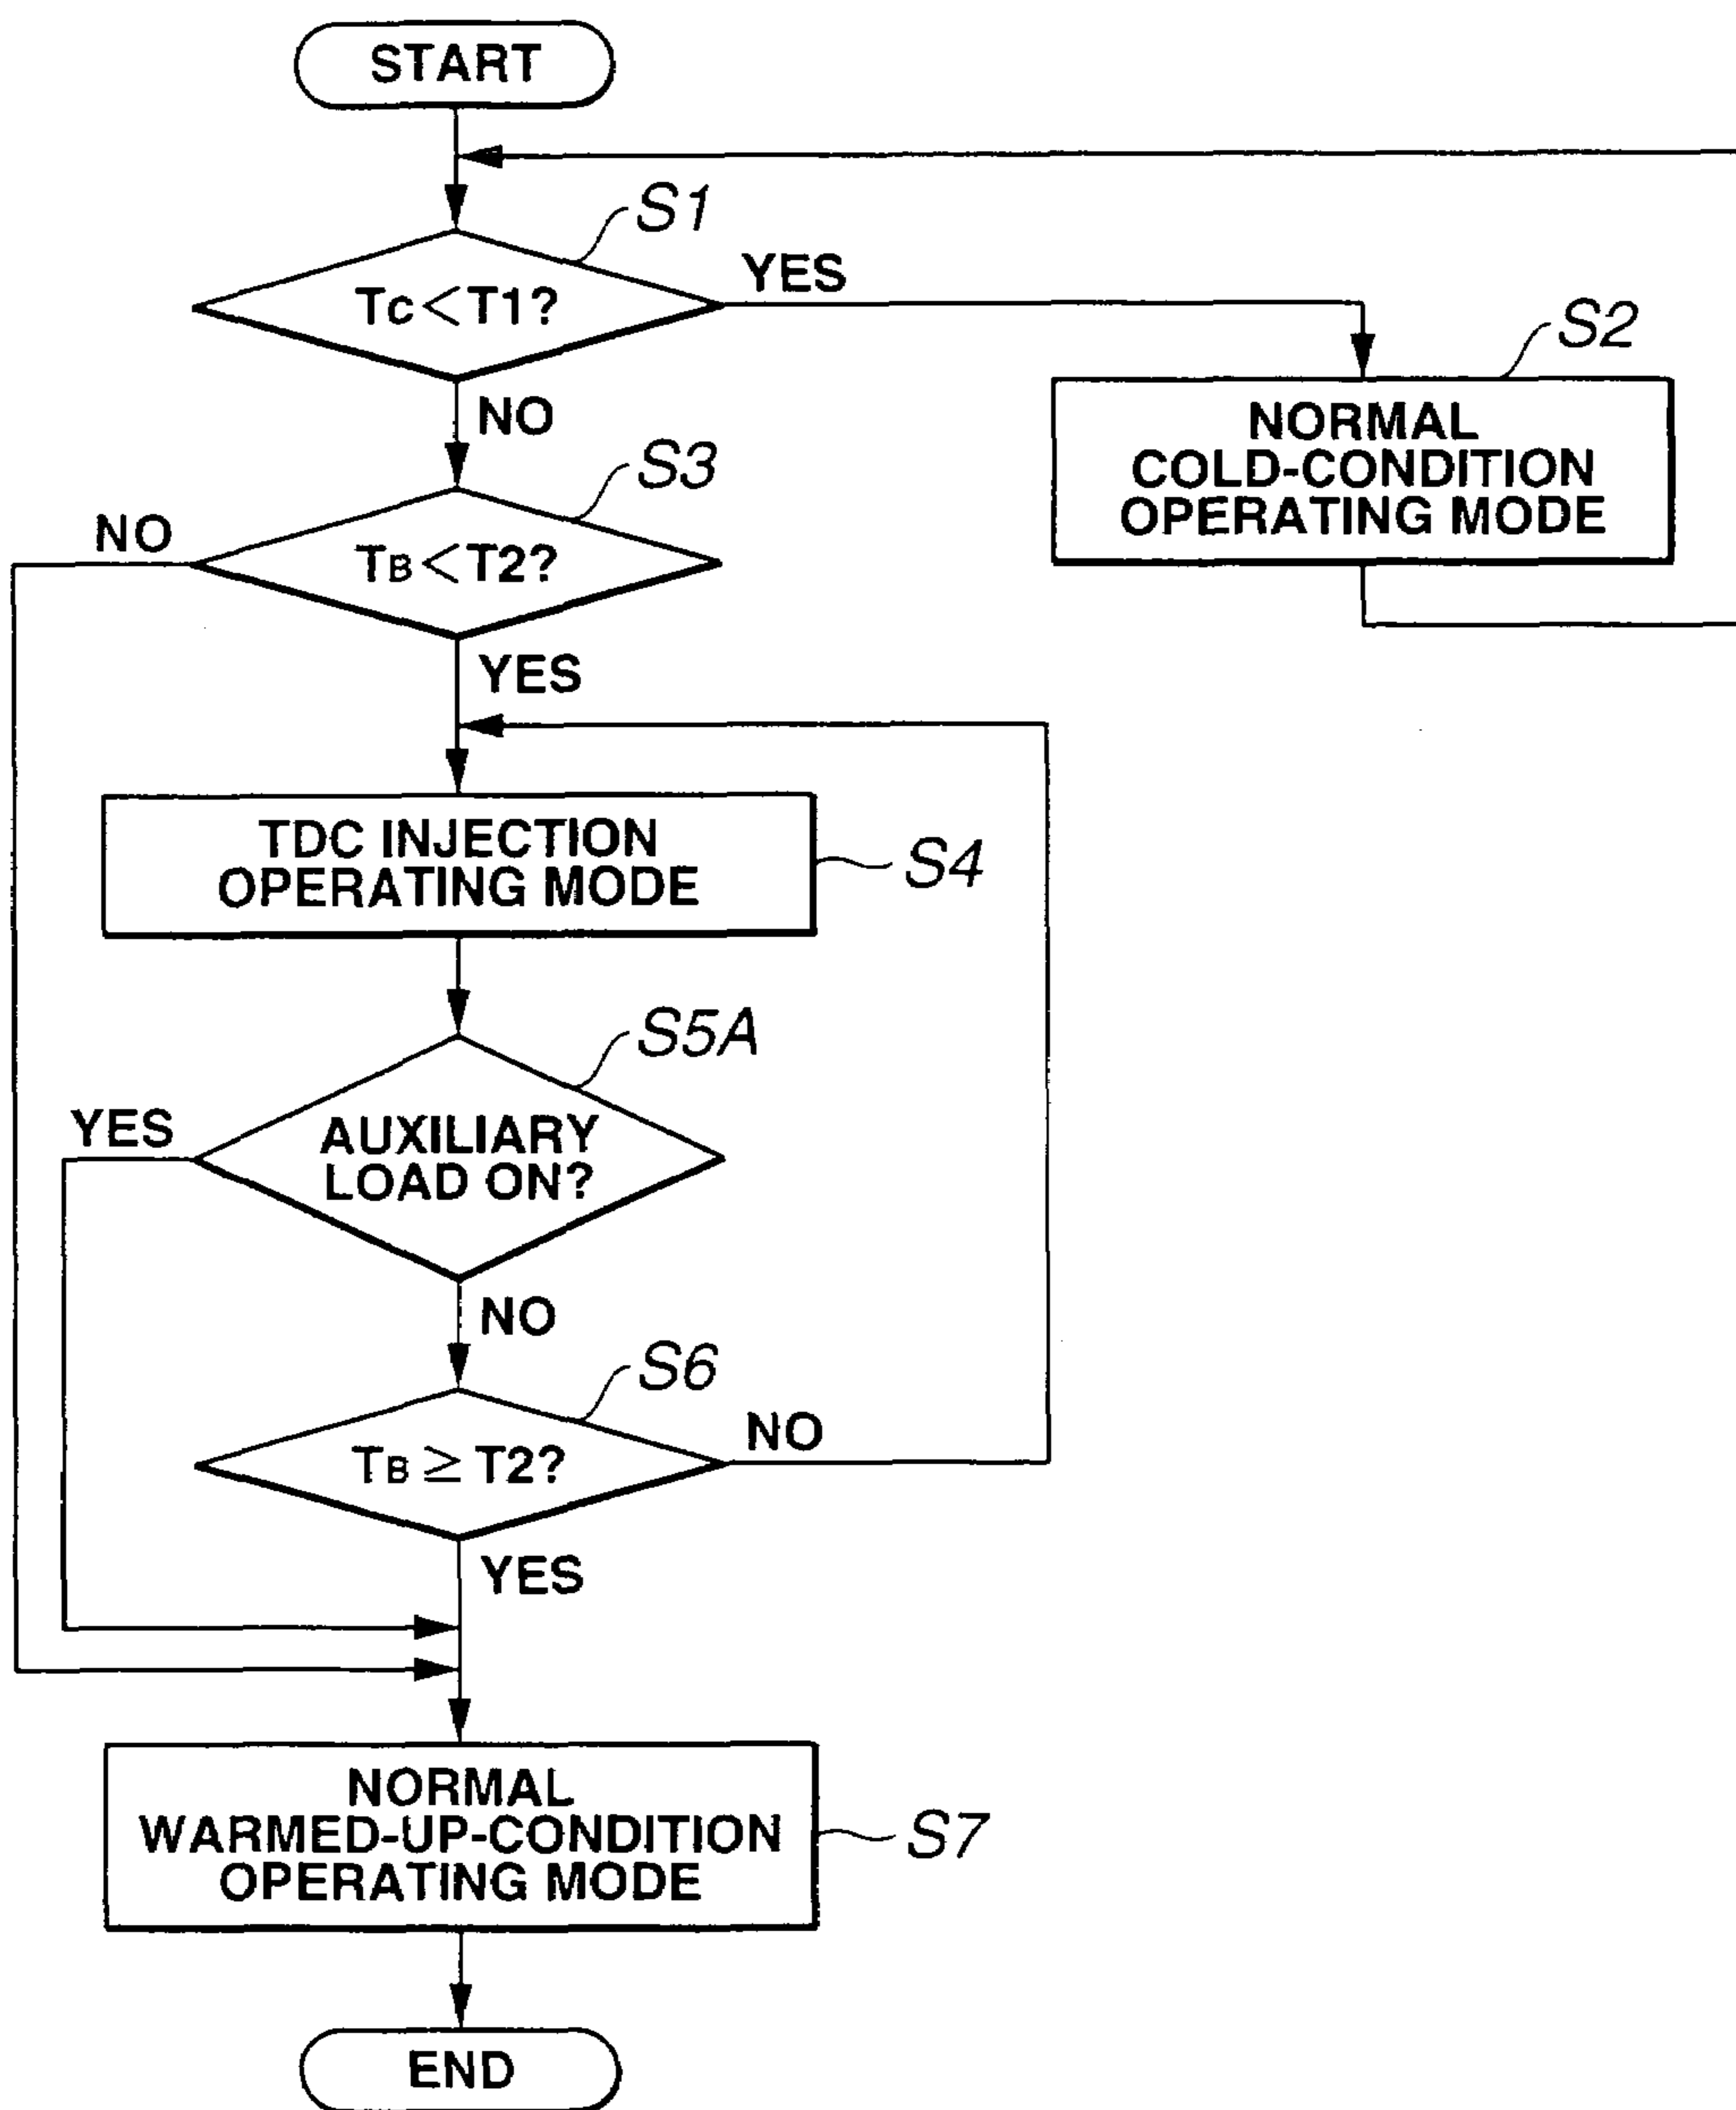 START
S1
Tc<T1?
YES
S2
NORMAL
COLD-CONDITION
OPERATING MODE
NO
S3
NO
TB<T2?
YES
TDC INJECTION
OPERATING MODE
S4
S5A
YES
AUXILIARY
LOAD ON?
NO
S6
NO
TB ≥ T2?
YES
NORMAL
WARMED-UP-CONDITION
OPERATING MODE
S7
END